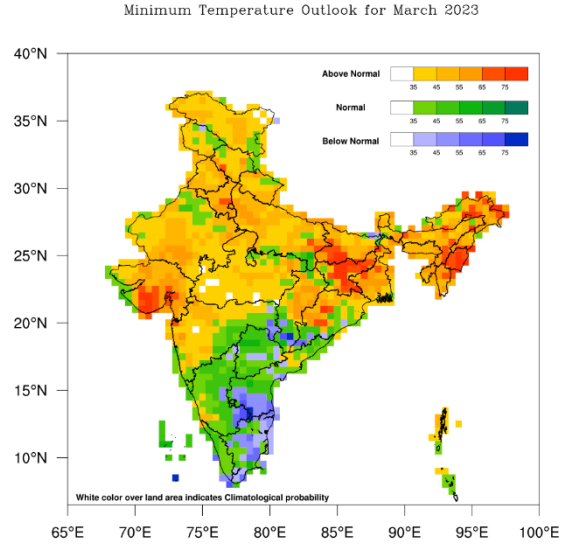 Minimum Temperature Outlook for March 2023
40°N
35°N
30°N
25°N
20°N
15°N
10°N
Above Normal
35 45 55 65 75
Normal
35 45 55 65 75
Below Normal
35 45 55 65 75
White color over land area indicates Climatological probability
65°E 70°E 75°E 80°E 85°E 90°E 95°E 100°E